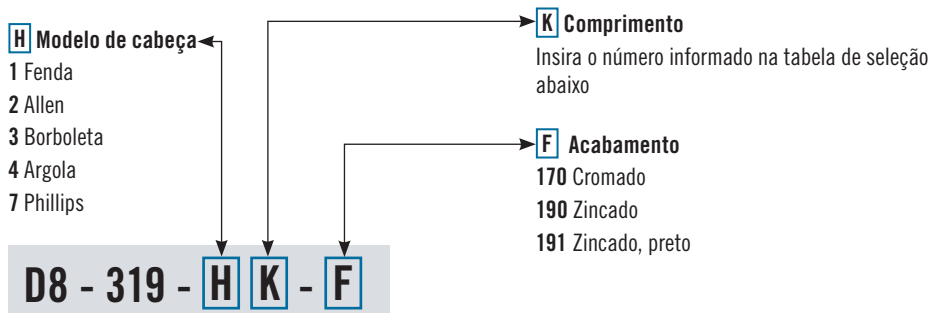 H Modelo de cabeça
1 Fenda
2 Allen
3 Borboleta
4 Argola
7 Phillips
K Comprimento
Insira o número informado na tabela de seleção
abaixo
F Acabamento
170 Cromado
190 Zincado
191 Zincado, preto
D8 - 319 - H K - F